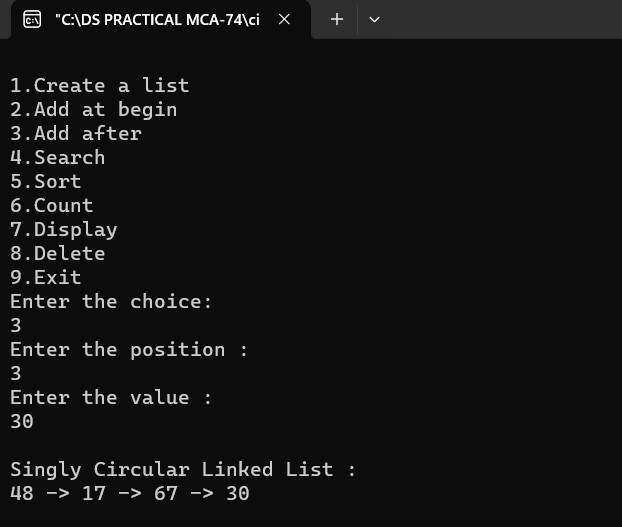 "C:\DS PRACTICAL MCA-74\ci
1.Create a list
2.Add at begin
3.Add after
4.Search
5.Sort
6.Count
7.Display
8.Delete
9.Exit
Enter the choice:
3
Enter the position :
3
Enter the value :
30
Singly Circular Linked List :
48 -> 17 -> 67 -> 30